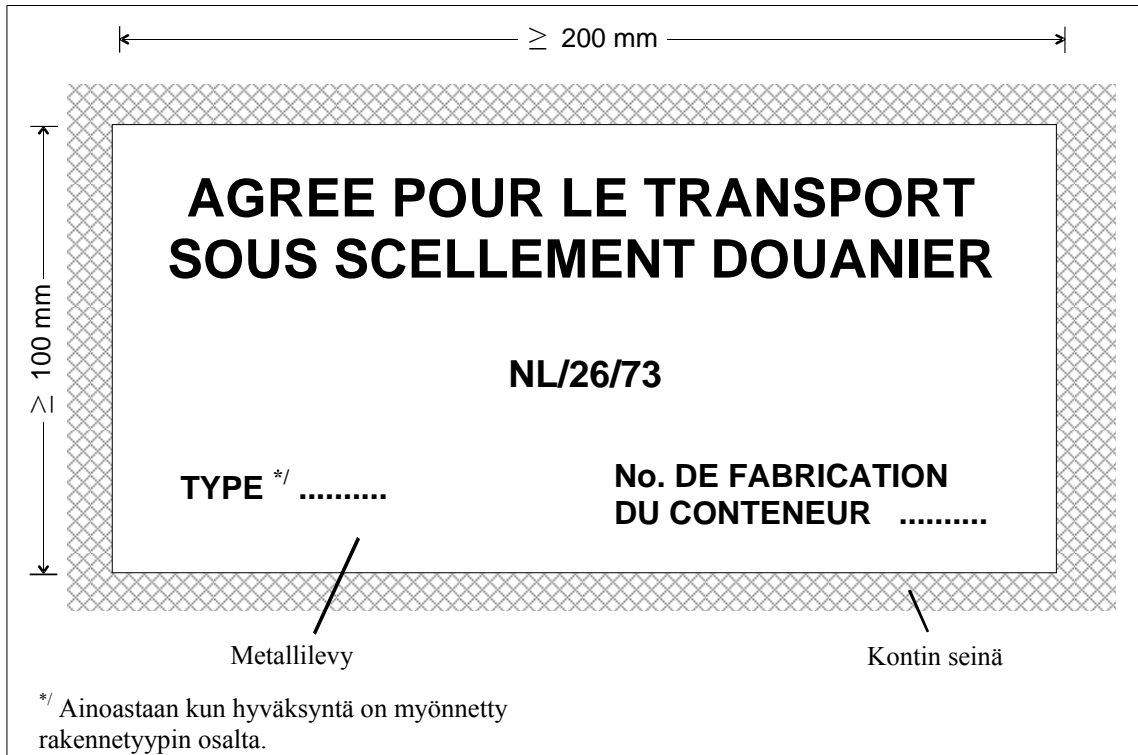 ≥ 200 mm
≥ 100 mm
AGREE POUR LE TRANSPORT
SOUS SCELLEMENT DOUANIER
NL/26/73
TYPE */ ..........
No. DE FABRICATION
DU CONTENEUR ..........
Metallilevy
Kontin seinä
*/ Ainoastaan kun hyväksyntä on myönnetty
rakennetyypin osalta.